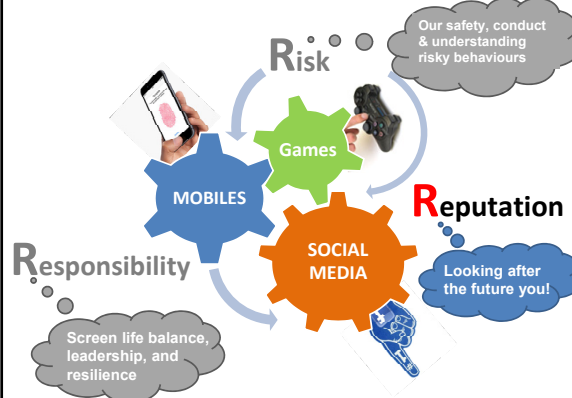 Our safety, conduct
& understanding
risky behaviours
Risk
Games
MOBILES
Reputation
SOCIAL
MEDIA
Looking after
the future you!
Responsibility
Screen life balance,
leadership, and
resilience